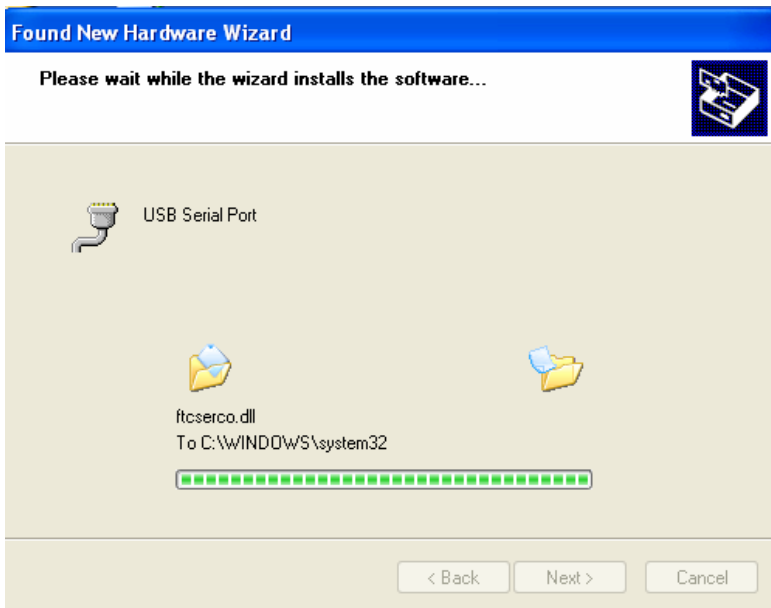 Found New Hardware Wizard
Please wait while the wizard installs the software...
USB Serial Port
ftcserco.dll
To C:\WINDOWS\system32
< Back
Next >
Cancel